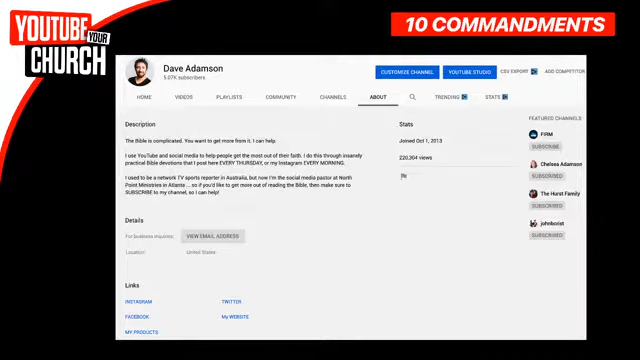 YOUTUBE
YOUR
CHURCH
10 COMMANDMENTS
Dave Adamson
5.07K subscribers
CUSTOMIZE CHANNEL
YOUTUBE STUDIO
CSV EXPORT
ADD COMPETITOR
HOME
VIDEOS
PLAYLISTS
COMMUNITY
CHANNELS
ABOUT
TRENDING
STATS
Description
The Bible is complicated. You want to get more from it. I can help.
I use YouTube and social media to help people get the most out of their faith. I do this through insanely
practical Bible devotions that I post here EVERY THURSDAY, or my Instagram EVERY MORNING.
I used to be a network TV sports reporter in Australia, but now I'm the social media pastor at North
Point Ministries in Atlanta ... so if you'd like to get more out of reading the Bible, then make sure to
SUBSCRIBE to my channel, so I can help!
Details
For business inquiries:
VIEW EMAIL ADDRESS
Location:
United States
Links
INSTAGRAM
TWITTER
FACEBOOK
My WEBSITE
MY PRODUCTS
Stats
Joined Oct 1, 2013
220,304 views
FEATURED CHANNELS
FIRM
SUBSCRIBE
Chelsea Adamson
SUBSCRIBED
The Hurst Family
SUBSCRIBED
johnkorist
SUBSCRIBED